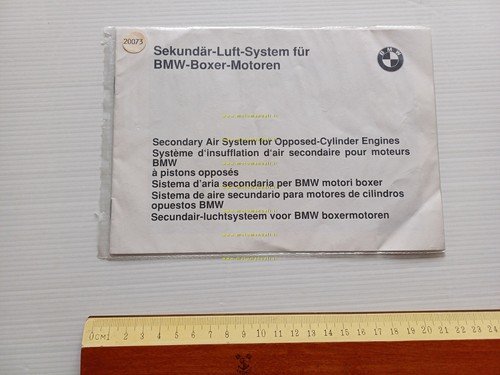 20073
Sekundär-Luft-System für
BMW-Boxer-Motoren
BMW
Secondary Air System for Opposed-Cylinder Engines
Système d'insufflation d'air secondaire pour moteurs
BMW
à pistons opposés
Sistema d'aria secondaria per BMW motori boxer
Sistema de aire secundario para motores de cilindros
opuestos BMW
Secundair-luchtsysteem voor BMW boxermotoren
0CM1 2 3 4 5 6 7 8 9 10 11 12 13 14 15 16 17 18 19 20 21 22 23 24